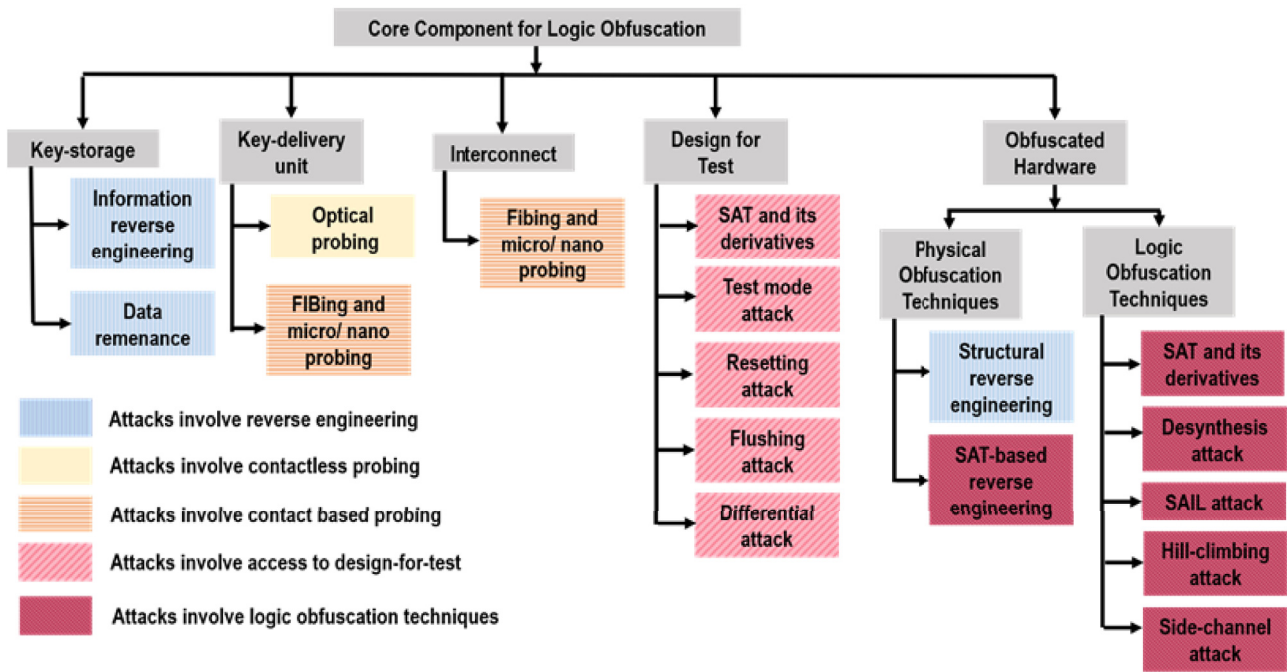 Core Component for Logic Obfuscation
Key-storage
Information
reverse
engineering
Data
remenance
Key-delivery
unit
Optical
probing
FIBing and
micro/ nano
probing
Interconnect
Fibing and
micro/ nano
probing
Design for
Test
SAT and its
derivatives
Test mode
attack
Resetting
attack
Flushing
attack
Differential
attack
Obfuscated
Hardware
Physical
Obfuscation
Techniques
Structural
reverse
engineering
SAT-based
reverse
engineering
Logic
Obfuscation
Techniques
SAT and its
derivatives
Desynthesis
attack
SAIL attack
Hill-climbing
attack
Side-channel
attack
Attacks involve reverse engineering
Attacks involve contactless probing
Attacks involve contact based probing
Attacks involve access to design-for-test
Attacks involve logic obfuscation techniques